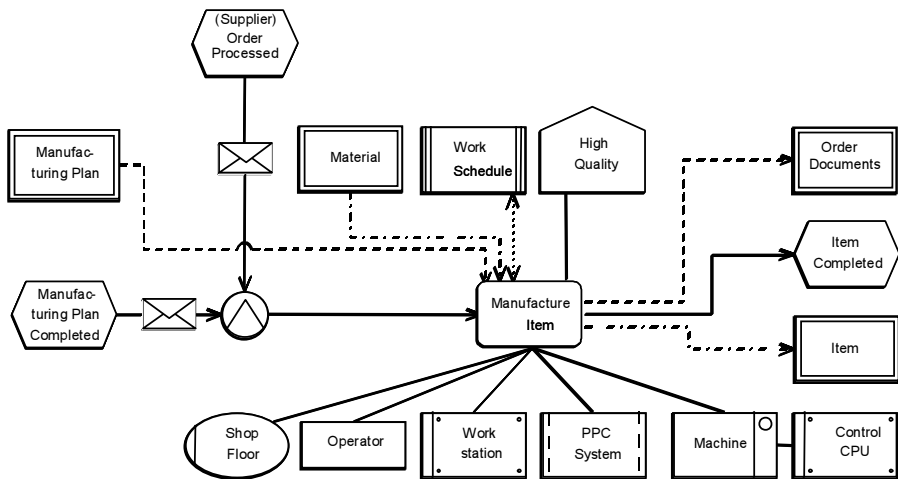 (Supplier)
Order
Processed
Manufac-
turing Plan
Material
Work
Schedule
High
Quality
Order
Documents
Manufac-
turing Plan
Completed
Manufacture
Item
Item
Completed
Item
Shop
Floor
Operator
Work
station
PPC
System
Machine
Control
CPU